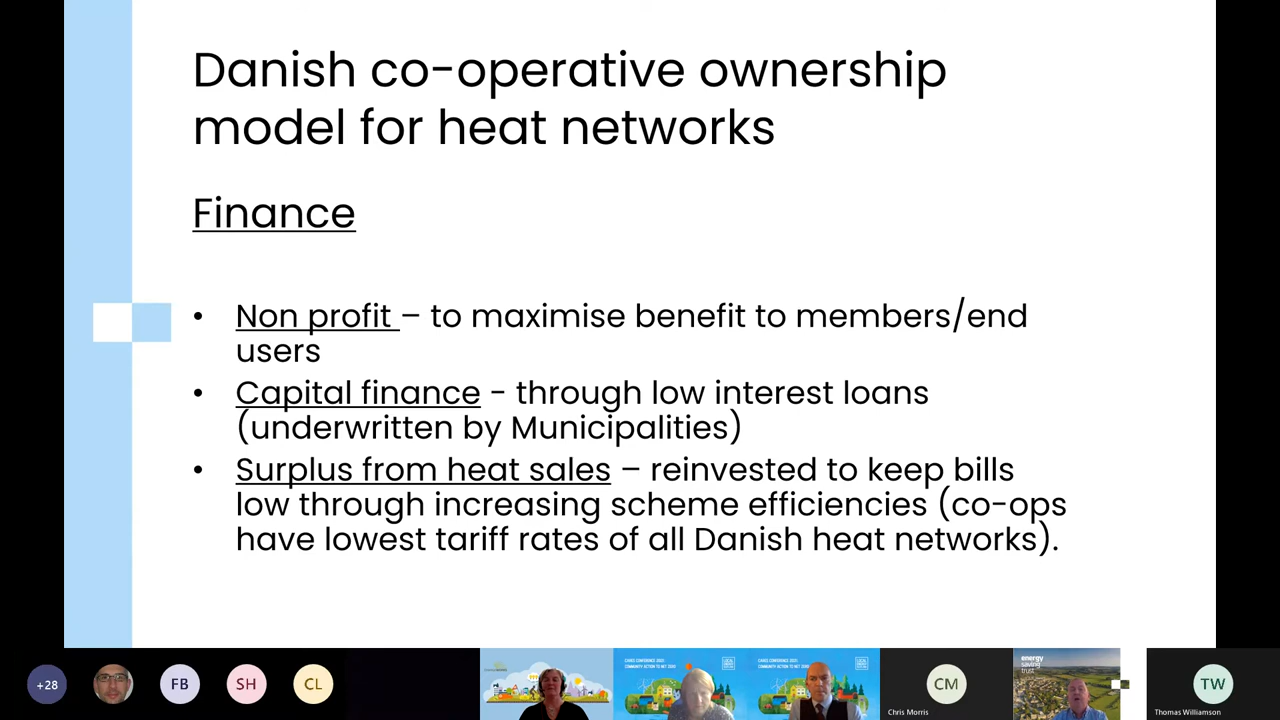 Danish co-operative ownership
model for heat networks
Finance
• Non profit – to maximise benefit to members/end
users
• Capital finance - through low interest loans
(underwritten by Municipalities)
• Surplus from heat sales – reinvested to keep bills
low through increasing scheme efficiencies (co-ops
have lowest tariff rates of all Danish heat networks).
+28
FB
SH
CL
CM
Chris Morris
energy
saving
trust
TW
Thomas Williamson